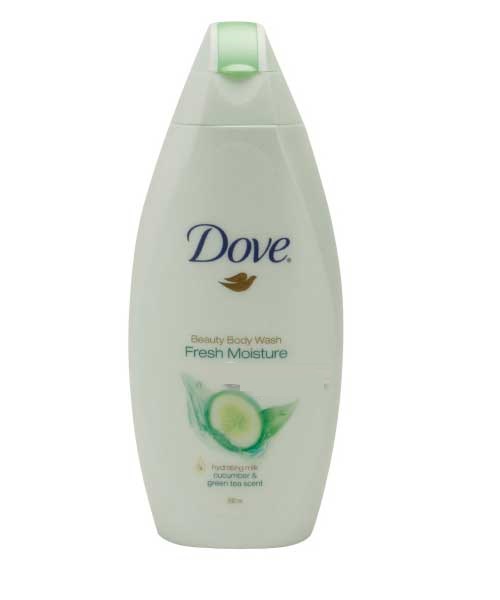 Dove
Beauty Body Wash
Fresh Moisture
hydrating milk
cucumber &
green tea scent